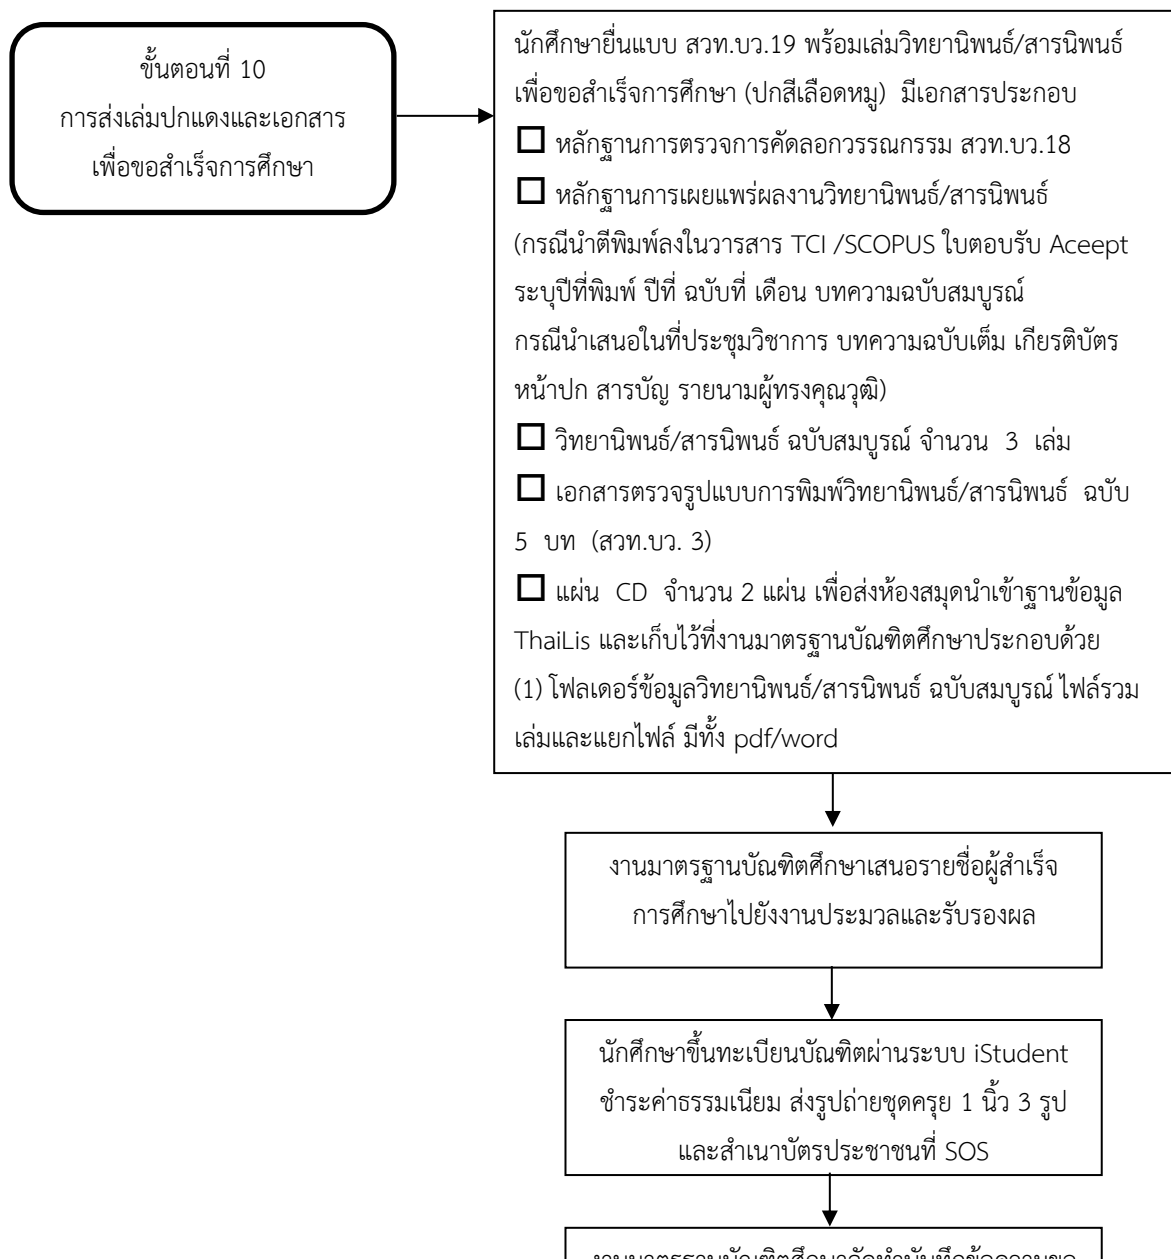 ขั้นตอนที่ 10
การส่งเล่มปกแดงและเอกสาร
เพื่อขอสำเร็จการศึกษา
นักศึกษายื่นแบบ สวท.บว.19 พร้อมเล่มวิทยานิพนธ์/สารนิพนธ์
เพื่อขอสำเร็จการศึกษา (ปกสีเลือดหมู) มีเอกสารประกอบ
☐ หลักฐานการตรวจการคัดลอกวรรณกรรม สวท.บว.18
☐ หลักฐานการเผยแพร่ผลงานวิทยานิพนธ์/สารนิพนธ์
(กรณีนำตีพิมพ์ลงในวารสาร TCI /SCOPUS ใบตอบรับ Aceept
ระบุปีที่พิมพ์ ปีที่ ฉบับที่ เดือน บทความฉบับสมบูรณ์
กรณีนำเสนอในที่ประชุมวิชาการ บทความฉบับเต็ม เกียรติบัตร
หน้าปก สารบัญ รายนามผู้ทรงคุณวุฒิ)
☐ วิทยานิพนธ์/สารนิพนธ์ ฉบับสมบูรณ์ จำนวน 3 เล่ม
☐ เอกสารตรวจรูปแบบการพิมพ์วิทยานิพนธ์/สารนิพนธ์ ฉบับ
5 บท (สวท.บว. 3)
☐ แผ่น CD จำนวน 2 แผ่น เพื่อส่งห้องสมุดนำเข้าฐานข้อมูล
ThaiLis และเก็บไว้ที่งานมาตรฐานบัณฑิตศึกษาประกอบด้วย
(1) โฟลเดอร์ข้อมูลวิทยานิพนธ์/สารนิพนธ์ ฉบับสมบูรณ์ ไฟล์รวม
เล่มและแยกไฟล์ มีทั้ง pdf/word
งานมาตรฐานบัณฑิตศึกษาเสนอรายชื่อผู้สำเร็จ
การศึกษาไปยังงานประมวลและรับรองผล
นักศึกษาขึ้นทะเบียนบัณฑิตผ่านระบบ iStudent
ชำระค่าธรรมเนียม ส่งรูปถ่ายชุดครุย 1 นิ้ว 3 รูป
และสำเนาบัตรประชาชนที่ SOS
งานมาตรฐานบัณฑิตศึกษาจัดทำบันทึกข้อความขอ